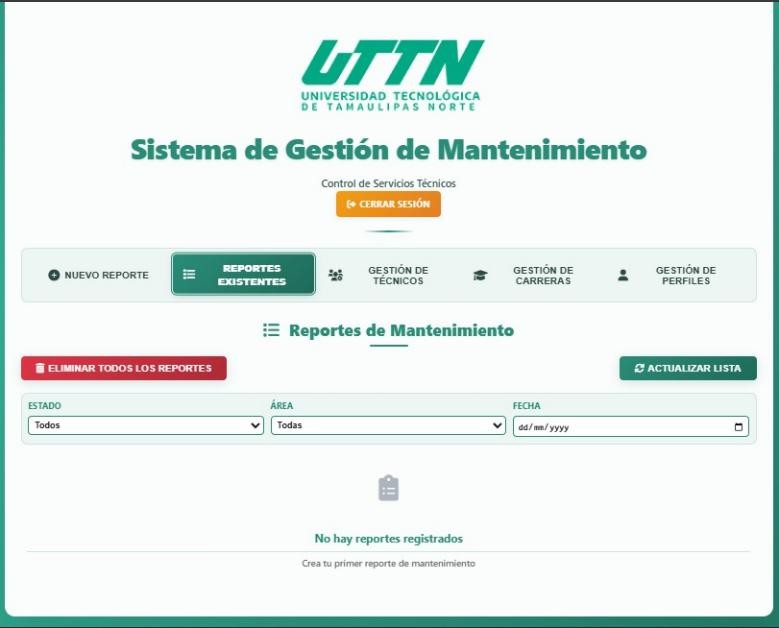 UTTN
UNIVERSIDAD TECNOLÓGICA
DE TAMAULIPAS NORTE
Sistema de Gestión de Mantenimiento
Control de Servicios Técnicos
CERRAR SESIÓN
NUEVO REPORTE
REPORTES
EXISTENTES
GESTIÓN DE
TÉCNICOS
GESTIÓN DE
CARRERAS
GESTIÓN DE
PERFILES
Reportes de Mantenimiento
ELIMINAR TODOS LOS REPORTES
ACTUALIZAR LISTA
ESTADO
ÁREA
FECHA
Todos
Todas
dd/mm/yyyy
No hay reportes registrados
Crea tu primer reporte de mantenimiento